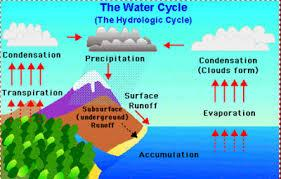 The Water Cycle
(The Hydrologic Cycle)
Condensation
Precipitation
Condensation
(Clouds form)
Transpiration
Surface
Runoff
Subsurface
(underground)
Runoff
Evaporation
Accumulation